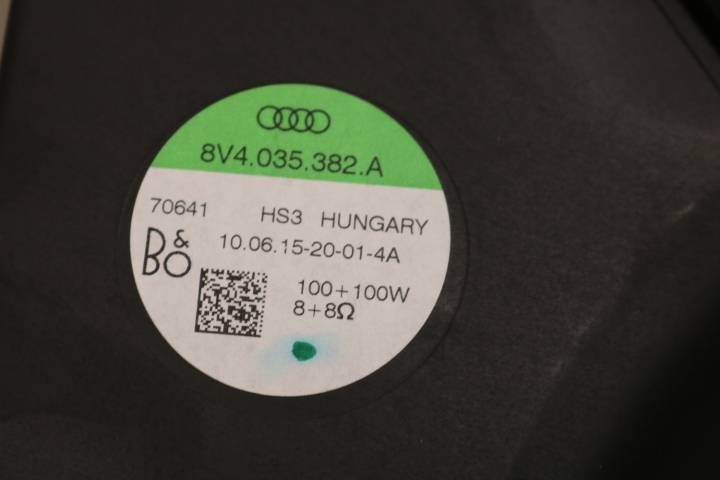 8V4.035.382.A
70641 HS3 HUNGARY
B&O 10.06.15-20-01-4A
100+100W
8+8Ω